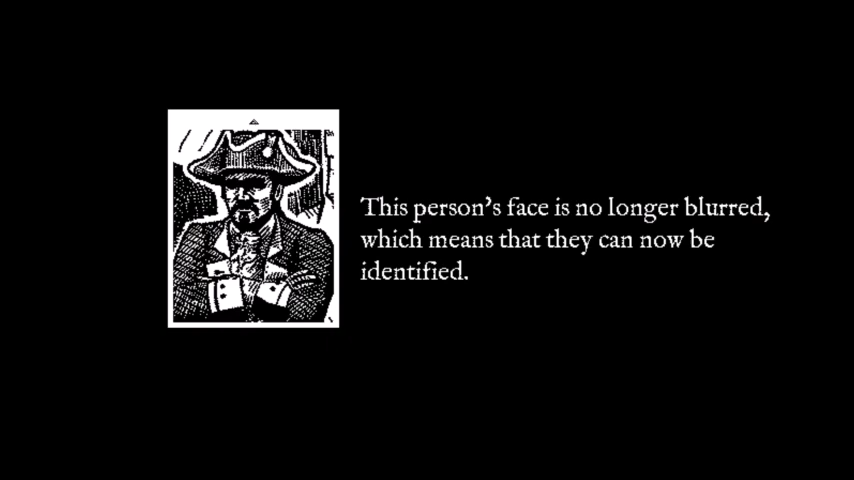 This person's face is no longer blurred,
which means that they can now be
identified.